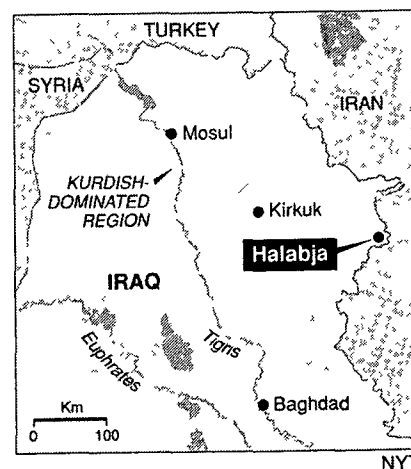 TURKEY
SYRIA
IRAN
Mosul
KURDISH-
DOMINATED
REGION
Kirkuk
Halabja
IRAQ
Tigris
Euphrates
Km
0 100
Baghdad
NYT